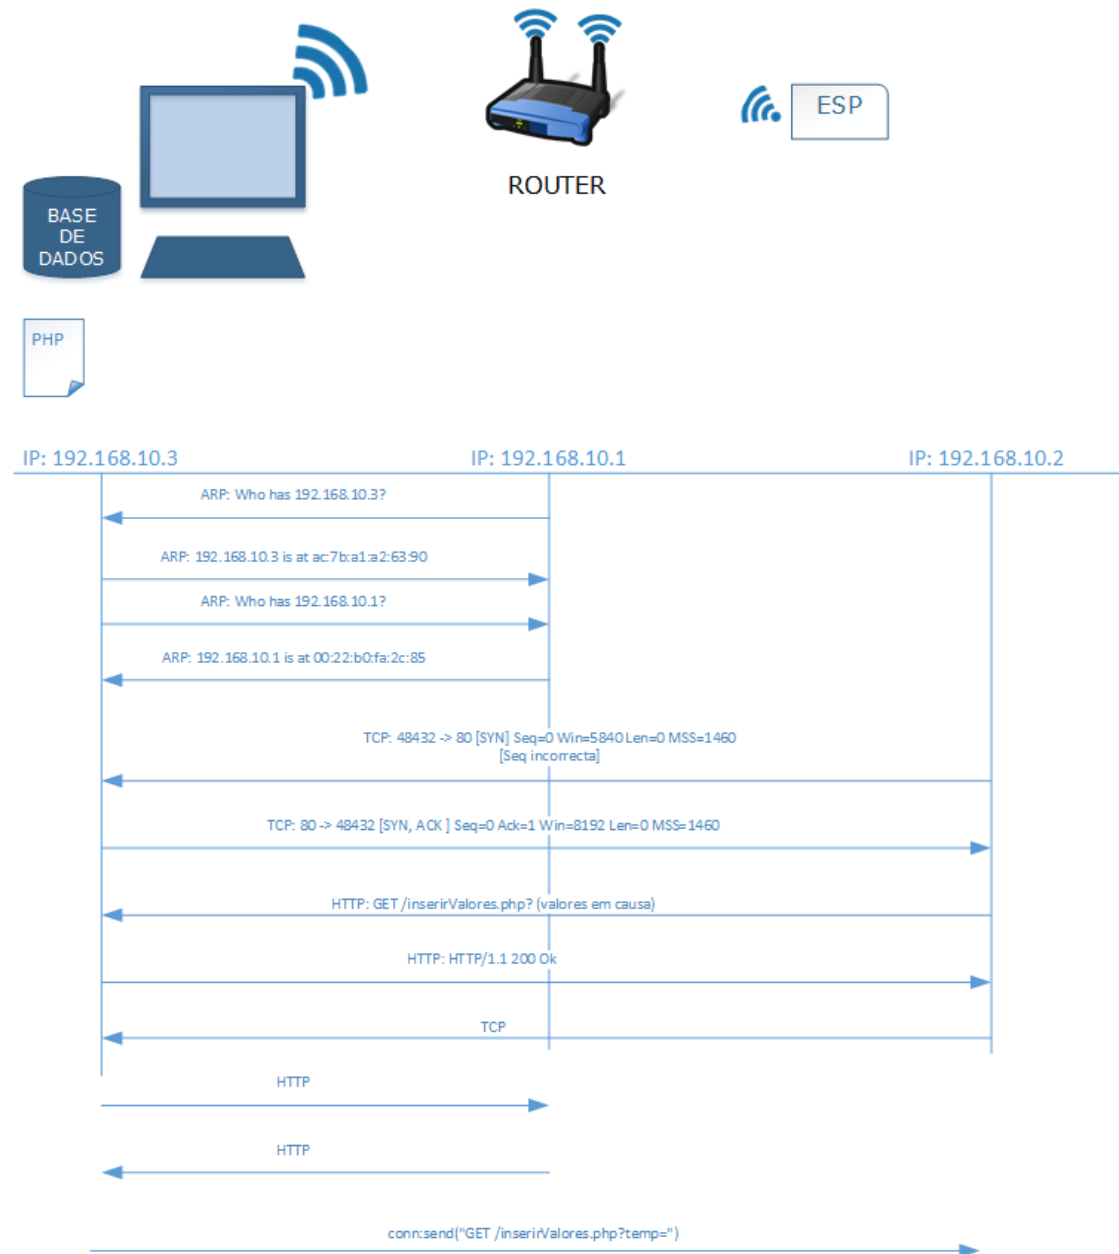 ESP
ROUTER
BASE
DE
DADOS
PHP
IP: 192.168.10.3
IP: 192.168.10.1
IP: 192.168.10.2
ARP: Who has 192.168.10.3?
ARP: 192.168.10.3 is at ac:7b:a1:a2:63:90
ARP: Who has 192.168.10.1?
ARP: 192.168.10.1 is at 00:22:b0:fa:2c:85
TCP: 48432 -> 80 [SYN] Seq=0 Win=5840 Len=0 MSS=1460
[Seq incorrecta]
TCP: 80 -> 48432 [SYN, ACK ] Seq=0 Ack=1 Win=8192 Len=0 MSS=1460
HTTP: GET /inserirValores.php? (valores em causa)
HTTP: HTTP/1.1 200 Ok
TCP
HTTP
HTTP
conn:send("GET /inserirValores.php?temp=")